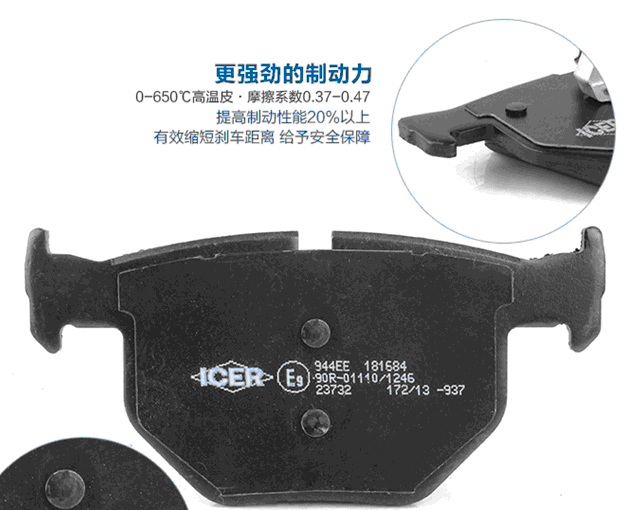 更强劲的制动力
0-650℃高温皮·摩擦系数0.37-0.47
提高制动性能20%以上
有效缩短刹车距离 给予安全保障
ICER
ICER E9 944EE 181684
90R-01110/1246
23732 172/13 -937